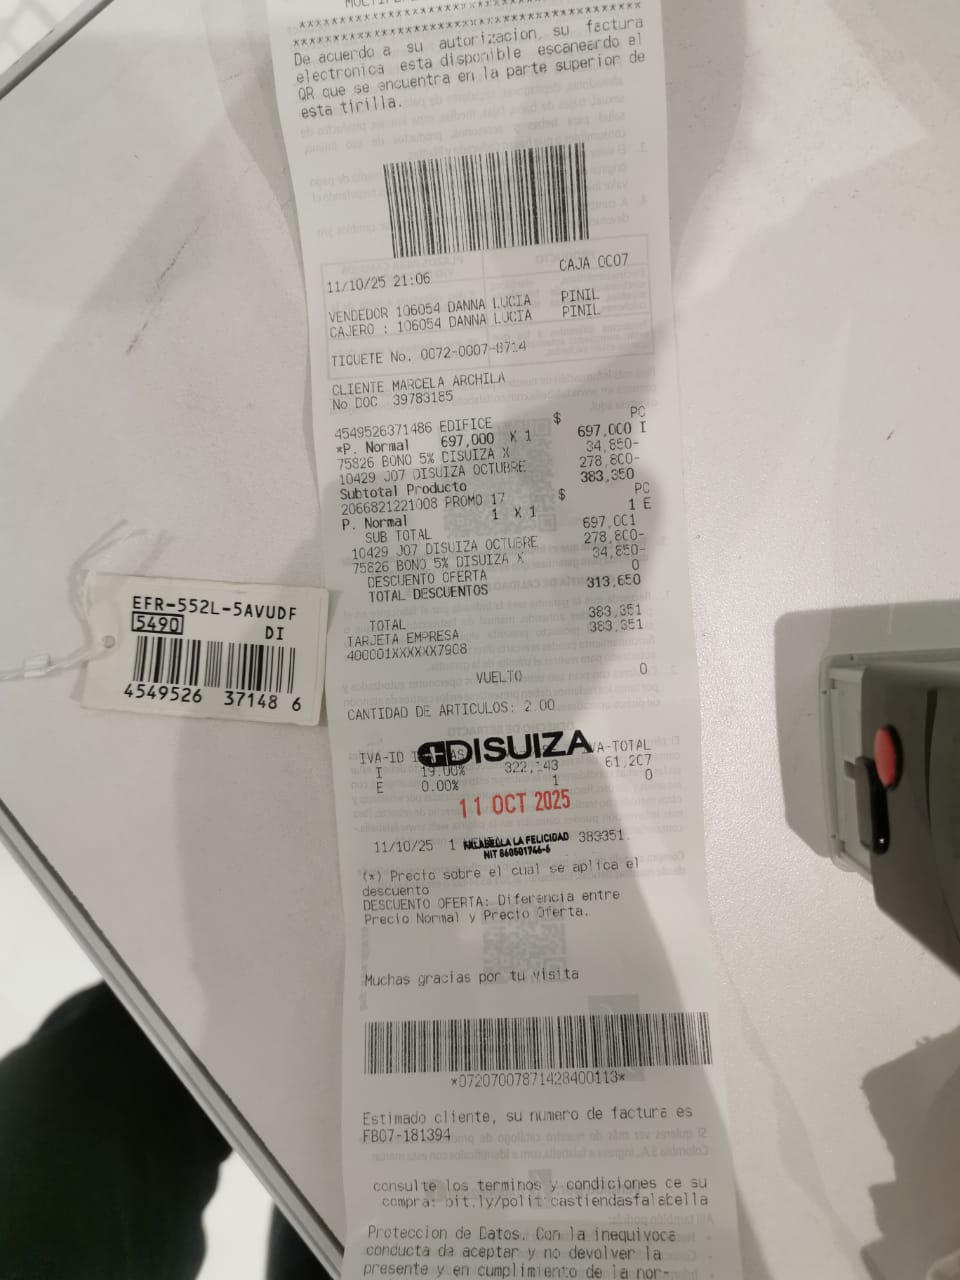 De acuerdo a su autorizacion, su factura
electronica esta disponible escaneardo el
QR que se encuentra en la parte superior de
esta tirilla.
11/10/25 21:06 CAJA 0C07
VENDEDOR 106054 DANNA LUCIA PINIL
CAJERO : 106054 DANNA LUCIA PINIL
TIQUETE No. 0072-0007-8714
CLIENTE MARCELA ARCHILA
No DOC 39783185
4549526371486 EDIFICE $ PC
*P. Normal 697,000 X 1 697,000 I
75826 BONO 5% DISUIZA X 34,850-
10429 J07 DISUIZA OCTUBRE 278,800-
Subtotal Producto 383,350
2066821221008 PROMO 17 $ PC
P. Normal 1 X 1 1 E
SUB TOTAL 697,001
10429 J07 DISUIZA OCTUBRE 278,800-
75826 BONO 5% DISUIZA X 34,850-
DESCUENTO OFERTA 0
TOTAL DESCUENTOS 313,650
TOTAL 383,351
TARJETA EMPRESA 383,351
400001XXXXXX7908
VUELTO 0
CANTIDAD DE ARTICULOS: 2.00
EFR-552L-5AVUDF
5490 DI
4549526 37148 6
DISUIZA
IVA-ID IVA-TOTAL
I 19.00% 322,143 61,207
E 0.00% 1 0
11 OCT 2025
11/10/25 1 383351
FALABELLA LA FELICIDAD
NIT 860501746-6
(*) Precio sobre el cual se aplica el
descuento
DESCUENTO OFERTA: Diferencia entre
Precio Normal y Precio Oferta.
Muchas gracias por tu visita
*07207007871428400113*
Estimado cliente, su numero de factura es
FB07-181394
consulte los terminos y condiciones ce su
compra: bit.ly/politicastiendasfalabella
Proteccion de Datos. Con la inequivoca
conducta de aceptar y no devolver la
presente y en cumplimiento de la nor-